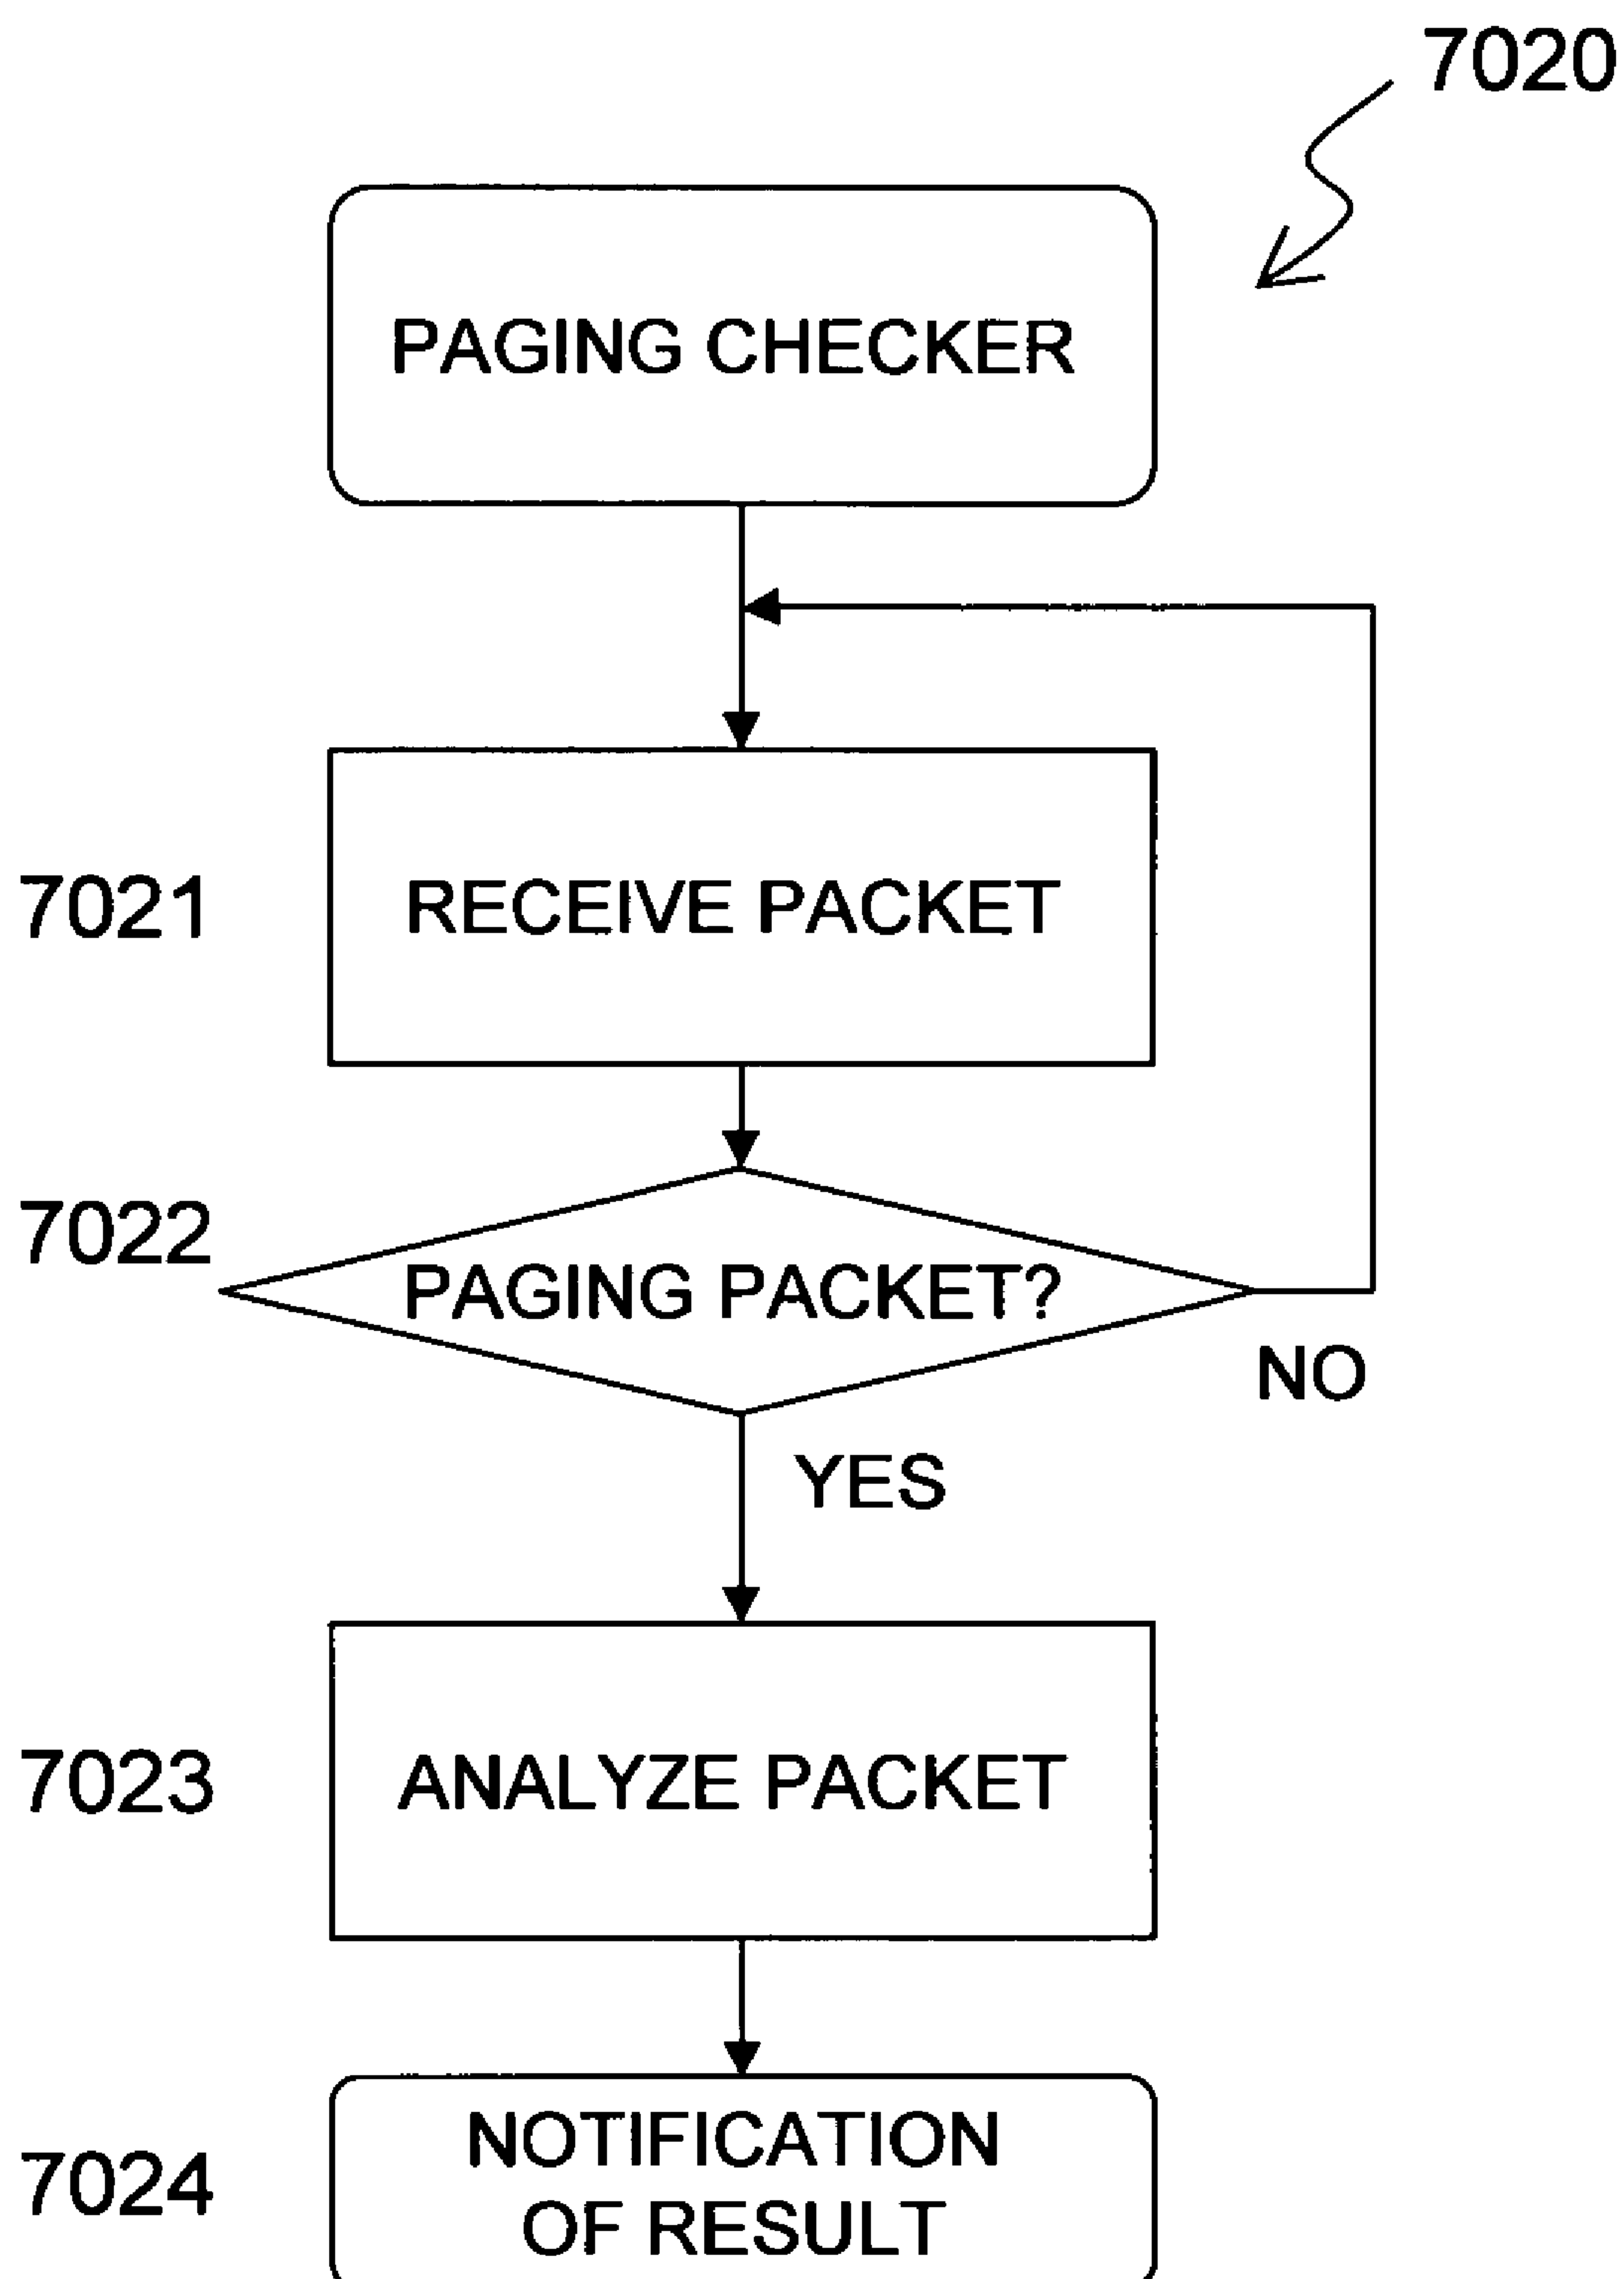 7020
PAGING CHECKER
7021
RECEIVE PACKET
7022
PAGING PACKET?
NO
YES
7023
ANALYZE PACKET
7024
NOTIFICATION
OF RESULT